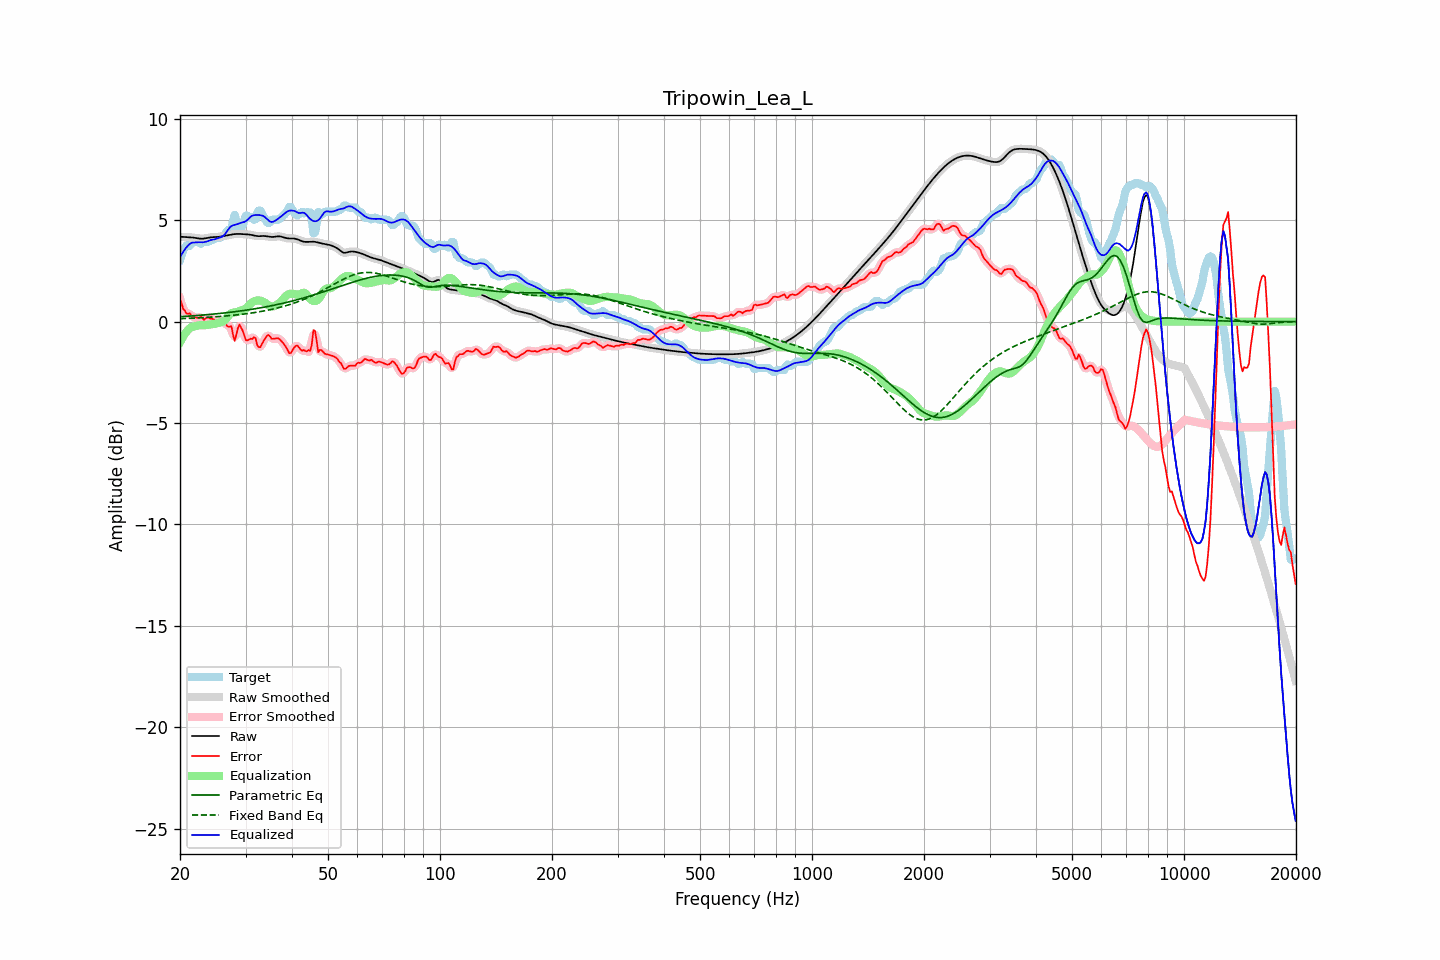 Tripowin_Lea_L
10
5
0
−5
−10
−15
−20
−25
Amplitude (dBr)
Target
Raw Smoothed
Error Smoothed
Raw
Error
Equalization
Parametric Eq
Fixed Band Eq
Equalized
20 50 100 200 500 1000 2000 5000 10000 20000
Frequency (Hz)